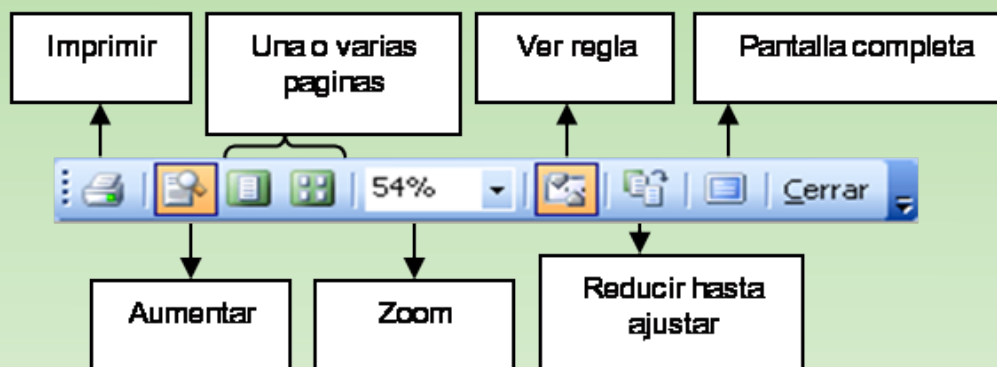 Imprimir
Una o varias
paginas
Ver regla
Pantalla completa
54%
Cerrar
Aumentar
Zoom
Reducir hasta
ajustar